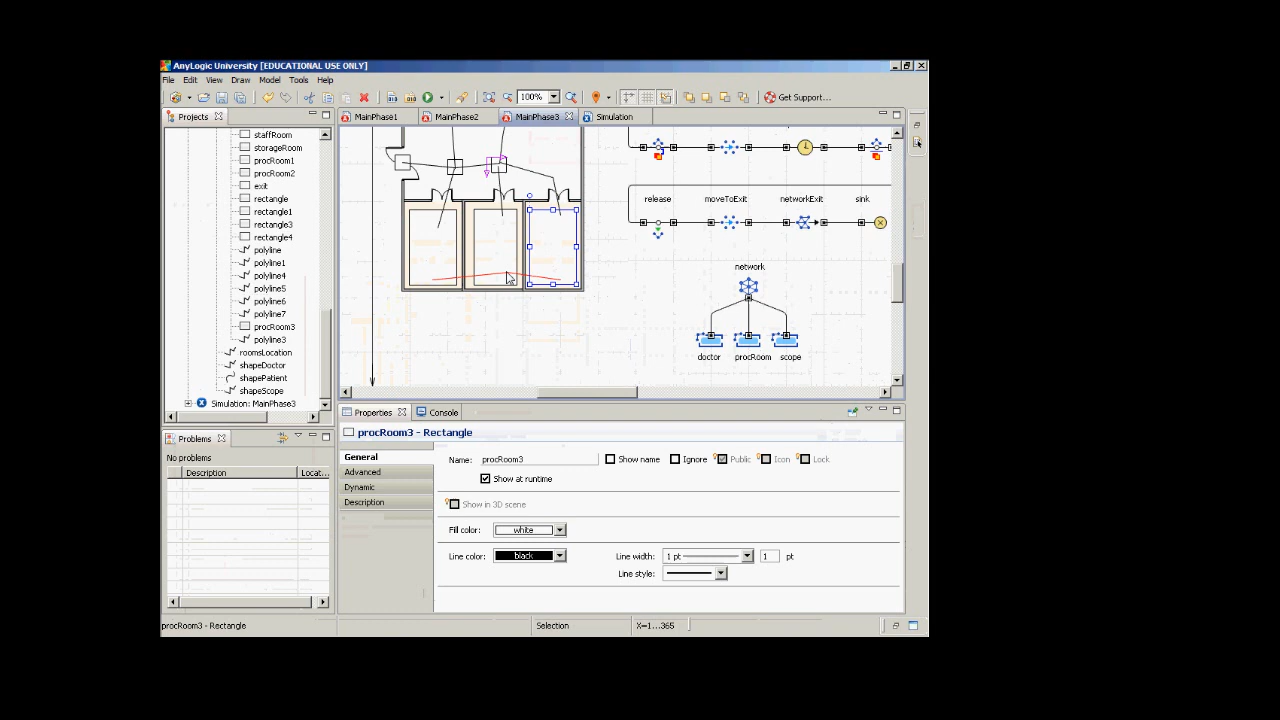 AnyLogic University [EDUCATIONAL USE ONLY]
File Edit View Draw Model Tools Help
100% Get Support...
Projects
MainPhase1 MainPhase2 MainPhase3 Simulation
staffRoom
storageRoom
procRoom1
procRoom2
exit
rectangle
rectangle1
rectangle3
rectangle4
polyline
polyline1
polyline4
polyline5
polyline6
polyline7
procRoom3
polyline3
roomsLocation
shapeDoctor
shapePatient
shapeScope
Simulation: MainPhase3
release moveToExit networkExit sink
network
doctor procRoom scope
Problems
No problems
Description Locat...
Properties Console
procRoom3 - Rectangle
General
Advanced
Dynamic
Description
Name: procRoom3 Show name Ignore Public Icon Lock
Show at runtime
Show in 3D scene
Fill color: white
Line color: black Line width: 1 pt 1 pt
Line style:
procRoom3 - Rectangle Selection X=1...365